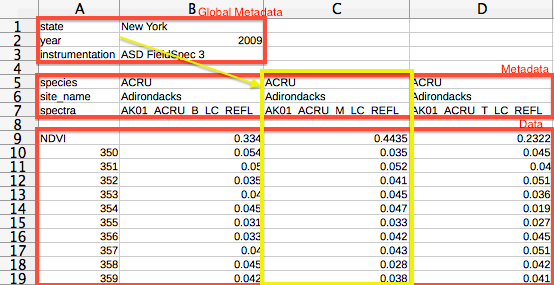 A B Global Metadata C D
1 state New York
2 year 2009
3 instrumentation ASD FieldSpec 3
4 Metadata
5 species ACRU ACRU ACRU
6 site_name Adirondacks Adirondacks Adirondacks
7 spectra AK01_ACRU_B_LC_REFL AK01_ACRU_M_LC_REFL AK01_ACRU_T_LC_REFL
8 Data
9 NDVI 0.334 0.4435 0.2322
10 350 0.054 0.035 0.045
11 351 0.05 0.052 0.04
12 352 0.035 0.041 0.051
13 353 0.04 0.045 0.036
14 354 0.045 0.047 0.019
15 355 0.031 0.033 0.027
16 356 0.033 0.042 0.045
17 357 0.04 0.043 0.051
18 358 0.045 0.028 0.042
19 359 0.042 0.038 0.041